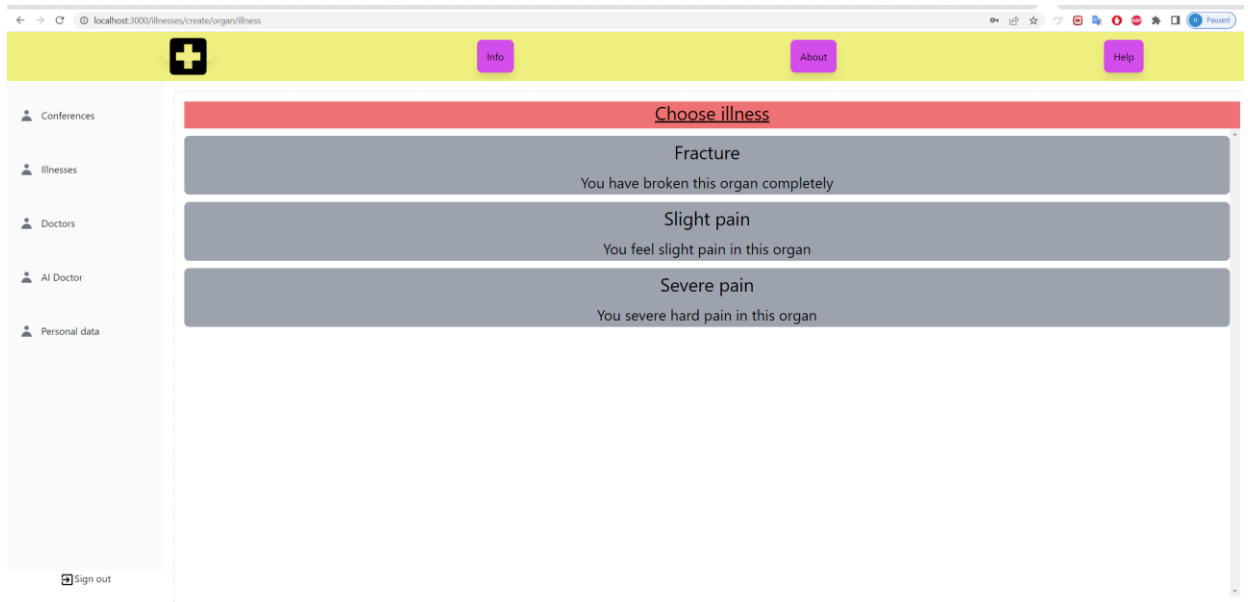 localhost:3000/illnesses/create/organ/illness
Paused
Info
About
Help
Conferences
Illnesses
Doctors
AI Doctor
Personal data
Sign out
Choose illness
Fracture
You have broken this organ completely
Slight pain
You feel slight pain in this organ
Severe pain
You severe hard pain in this organ